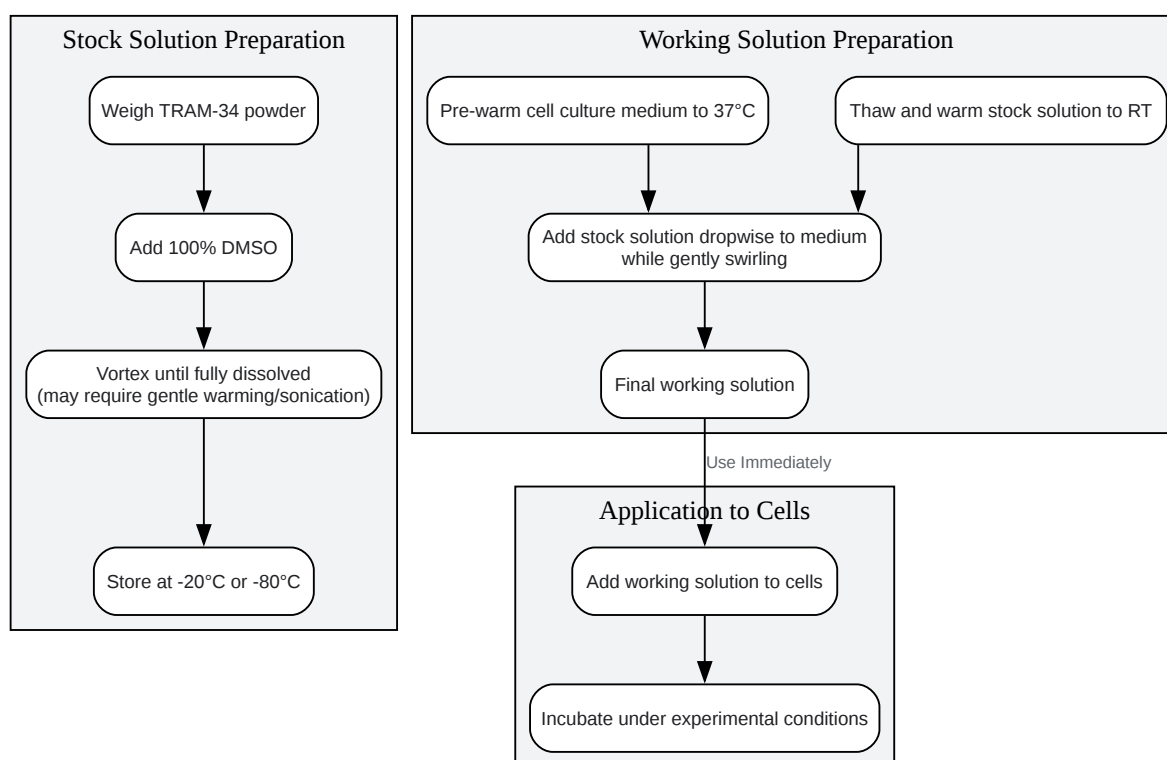 Stock Solution Preparation
Weigh TRAM-34 powder
Add 100% DMSO
Vortex until fully dissolved
(may require gentle warming/sonication)
Store at -20°C or -80°C
Working Solution Preparation
Pre-warm cell culture medium to 37°C
Thaw and warm stock solution to RT
Add stock solution dropwise to medium
while gently swirling
Final working solution
Use Immediately
Application to Cells
Add working solution to cells
Incubate under experimental conditions